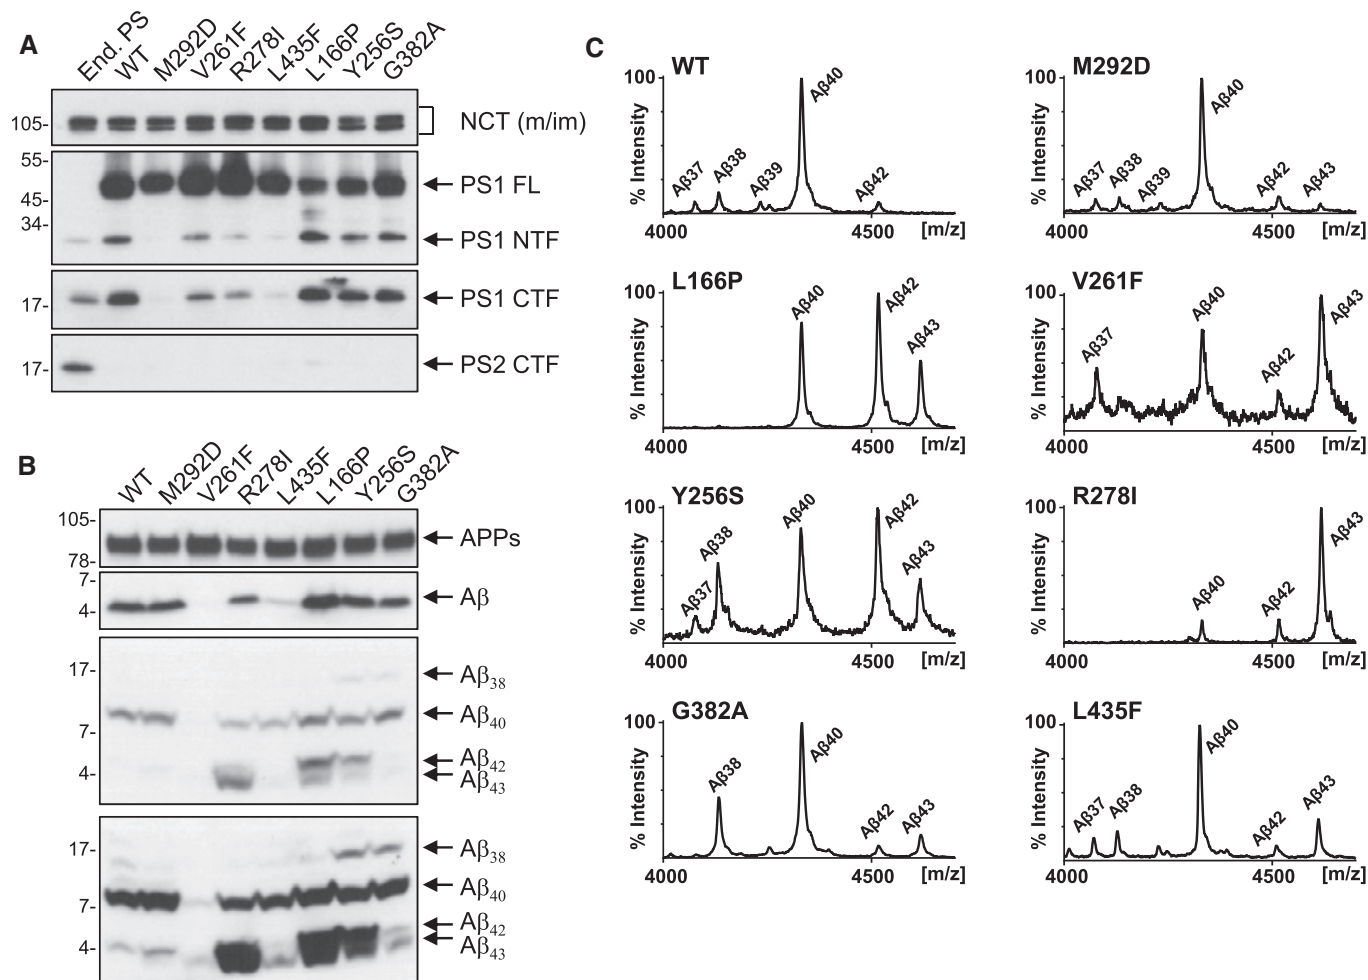 A
End. PS
WT
M292D
V261F
R278I
L435F
L166P
Y256S
G382A
105-
NCT (m/im)
55-
45-
34-
PS1 FL
PS1 NTF
17-
PS1 CTF
17-
PS2 CTF
B
WT
M292D
V261F
R278I
L435F
L166P
Y256S
G382A
105-
78-
APPs
7-
4-
Aβ
17-
7-
4-
Aβ38
Aβ40
Aβ42
Aβ43
17-
7-
4-
Aβ38
Aβ40
Aβ42
Aβ43
C
WT
100
% Intensity
Aβ37
Aβ38
Aβ39
Aβ40
Aβ42
4000 4500 [m/z]
M292D
100
% Intensity
Aβ37
Aβ38
Aβ39
Aβ40
Aβ42
Aβ43
4000 4500 [m/z]
L166P
100
% Intensity
Aβ40
Aβ42
Aβ43
4000 4500 [m/z]
V261F
100
% Intensity
Aβ37
Aβ40
Aβ42
Aβ43
4000 4500 [m/z]
Y256S
100
% Intensity
Aβ37
Aβ38
Aβ40
Aβ42
Aβ43
4000 4500 [m/z]
R278I
100
% Intensity
Aβ40
Aβ42
Aβ43
4000 4500 [m/z]
G382A
100
% Intensity
Aβ38
Aβ40
Aβ42
Aβ43
4000 4500 [m/z]
L435F
100
% Intensity
Aβ37
Aβ38
Aβ40
Aβ42
Aβ43
4000 4500 [m/z]